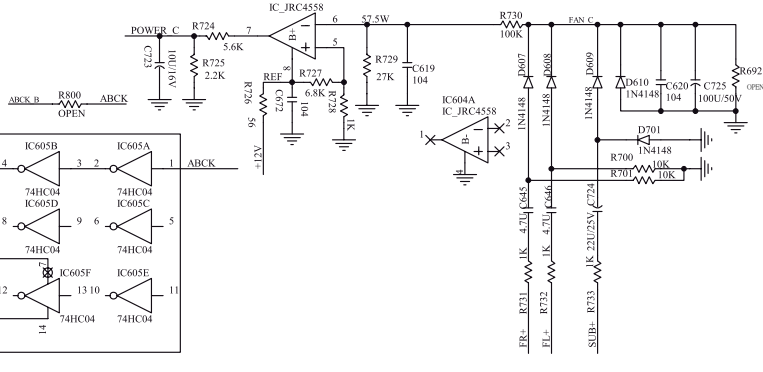 IC_JRC4558
POWER_C
R724
7
B+
6
57.5W
R730
FAN_C
5.6K
5
100K
C723
10U/16V
R725
2.2K
8
REF
R727
6.8K
R729
27K
C619
104
D607
D608
D609
D610
1N4148
C620
104
C725
100U/50V
R692
OPEN
R800
ABCK_B
ABCK
OPEN
R726
56
C672
104
R728
1K
+12V
IC604A
IC_JRC4558
1
2
3
B-
4
1N4148
1N4148
1N4148
D701
1N4148
R700
10K
R701
10K
IC605B
IC605A
4
3
2
1
ABCK
74HC04
74HC04
IC605D
IC605C
8
9
6
5
74HC04
74HC04
7
IC605F
IC605E
12
13
10
11
74HC04
74HC04
14
C645
4.7U
C646
4.7U
C724
22U/25V
1K
1K
1K
R731
R732
R733
FR+
FL+
SUB+